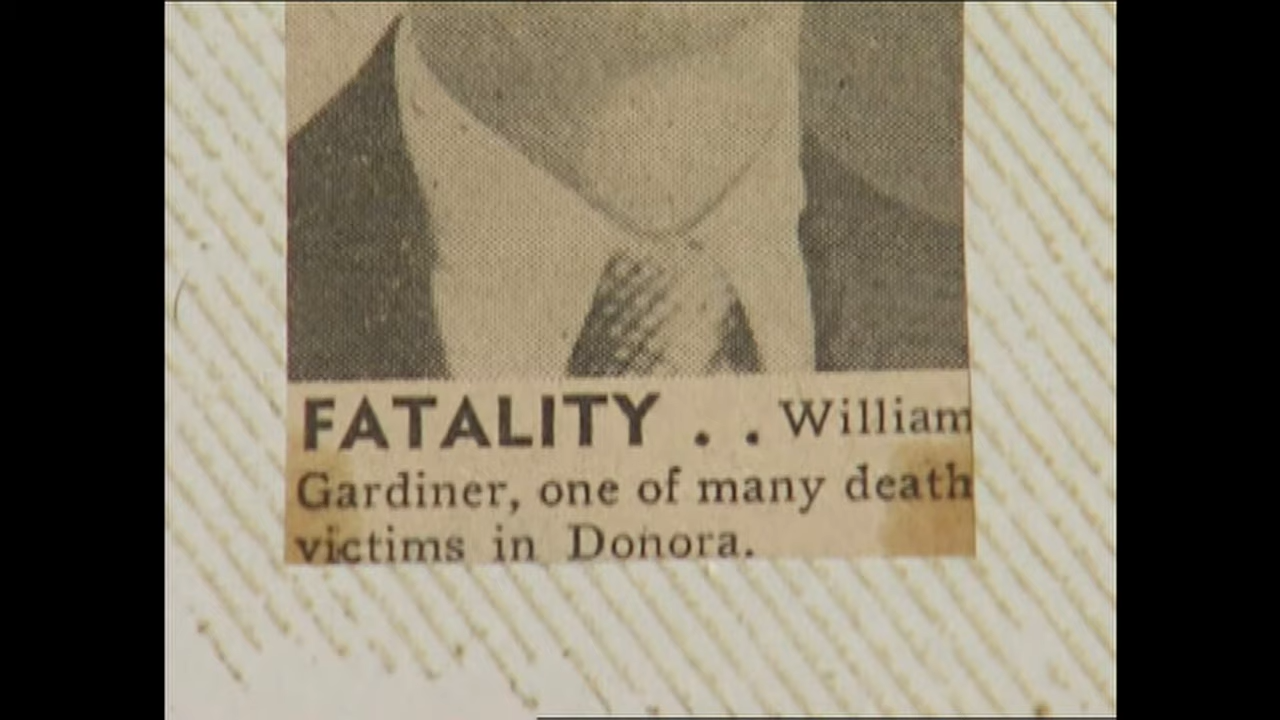 FATALITY . . William
Gardiner, one of many death
victims in Donora.